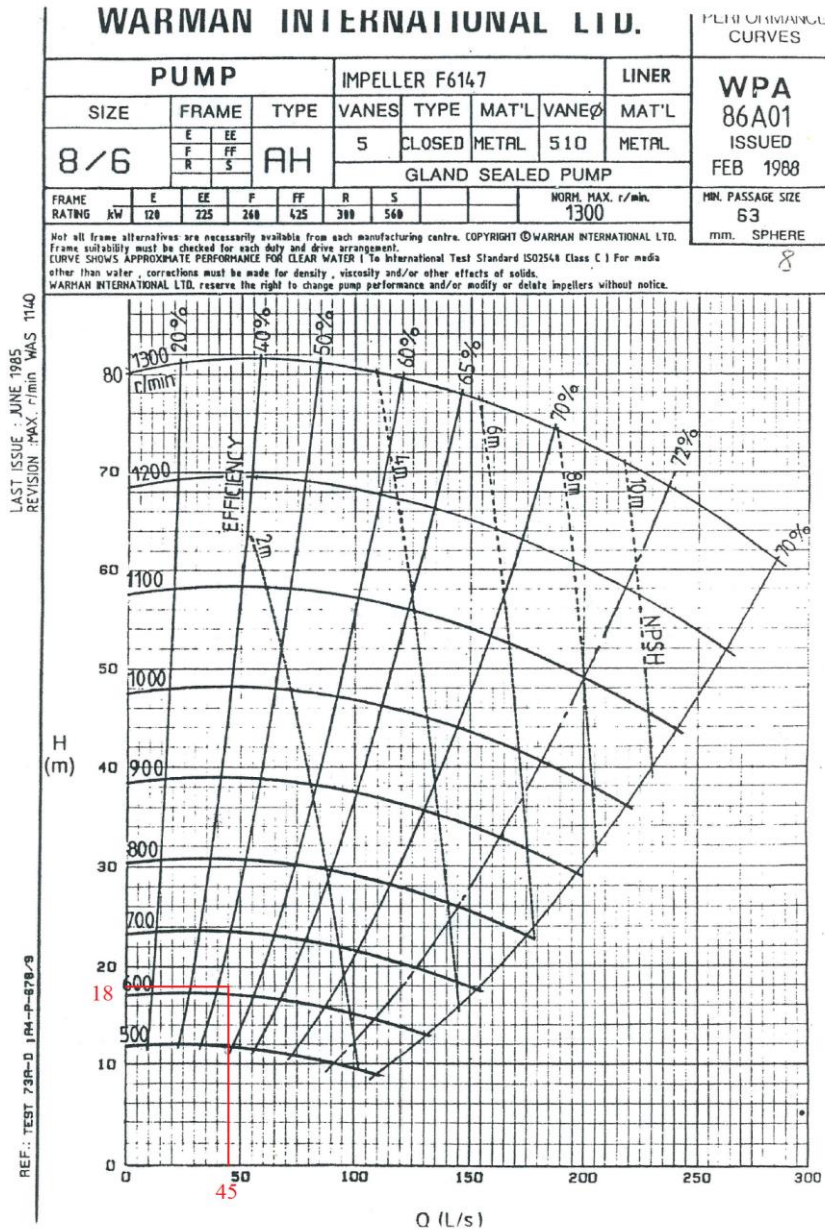 WARMAN INTERNATIONAL LTD.
PERFORMANCE
CURVES
PUMP
IMPELLER F6147
LINER
WPA
86A01
ISSUED
FEB 1988
SIZE
FRAME
TYPE
VANES
TYPE
MAT'L
VANEØ
MAT'L
8/6
E EE
F FF
R S
AH
5
CLOSED
METAL
510
METAL
GLAND SEALED PUMP
FRAME
RATING kW
E EE F FF R S
120 225 260 425 300 560
NORM. MAX. r/min.
1300
MIN. PASSAGE SIZE
63
mm. SPHERE
8
Not all frame alternatives are necessarily available from each manufacturing centre. COPYRIGHT © WARMAN INTERNATIONAL LTD.
Frame suitability must be checked for each duty and drive arrangement.
CURVE SHOWS APPROXIMATE PERFORMANCE FOR CLEAR WATER ( To International Test Standard ISO2548 Class C ) For media
other than water , corrections must be made for density , viscosity and/or other effects of solids.
WARMAN INTERNATIONAL LTD. reserve the right to change pump performance and/or modify or delete impellers without notice.
LAST ISSUE : JUNE 1985
REVISION : MAX. r/min WAS 1140
REF.: TEST 73A-D ; A4-P-678/9
20%
40%
50%
60%
65%
70%
72%
70%
1300
r/min
1200
1100
1000
900
800
700
600
500
EFFICIENCY
2m
4m
6m
8m
10m
NPSH
80
70
60
50
H
(m)
40
30
20
18
10
0
0 50 100 150 200 250 300
45
Q (L/s)